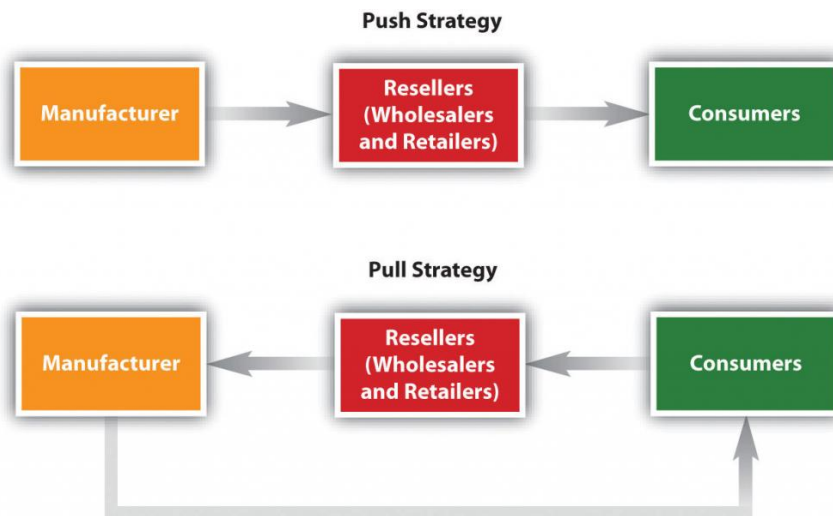 Push Strategy
Manufacturer
Resellers
(Wholesalers
and Retailers)
Consumers
Pull Strategy
Manufacturer
Resellers
(Wholesalers
and Retailers)
Consumers